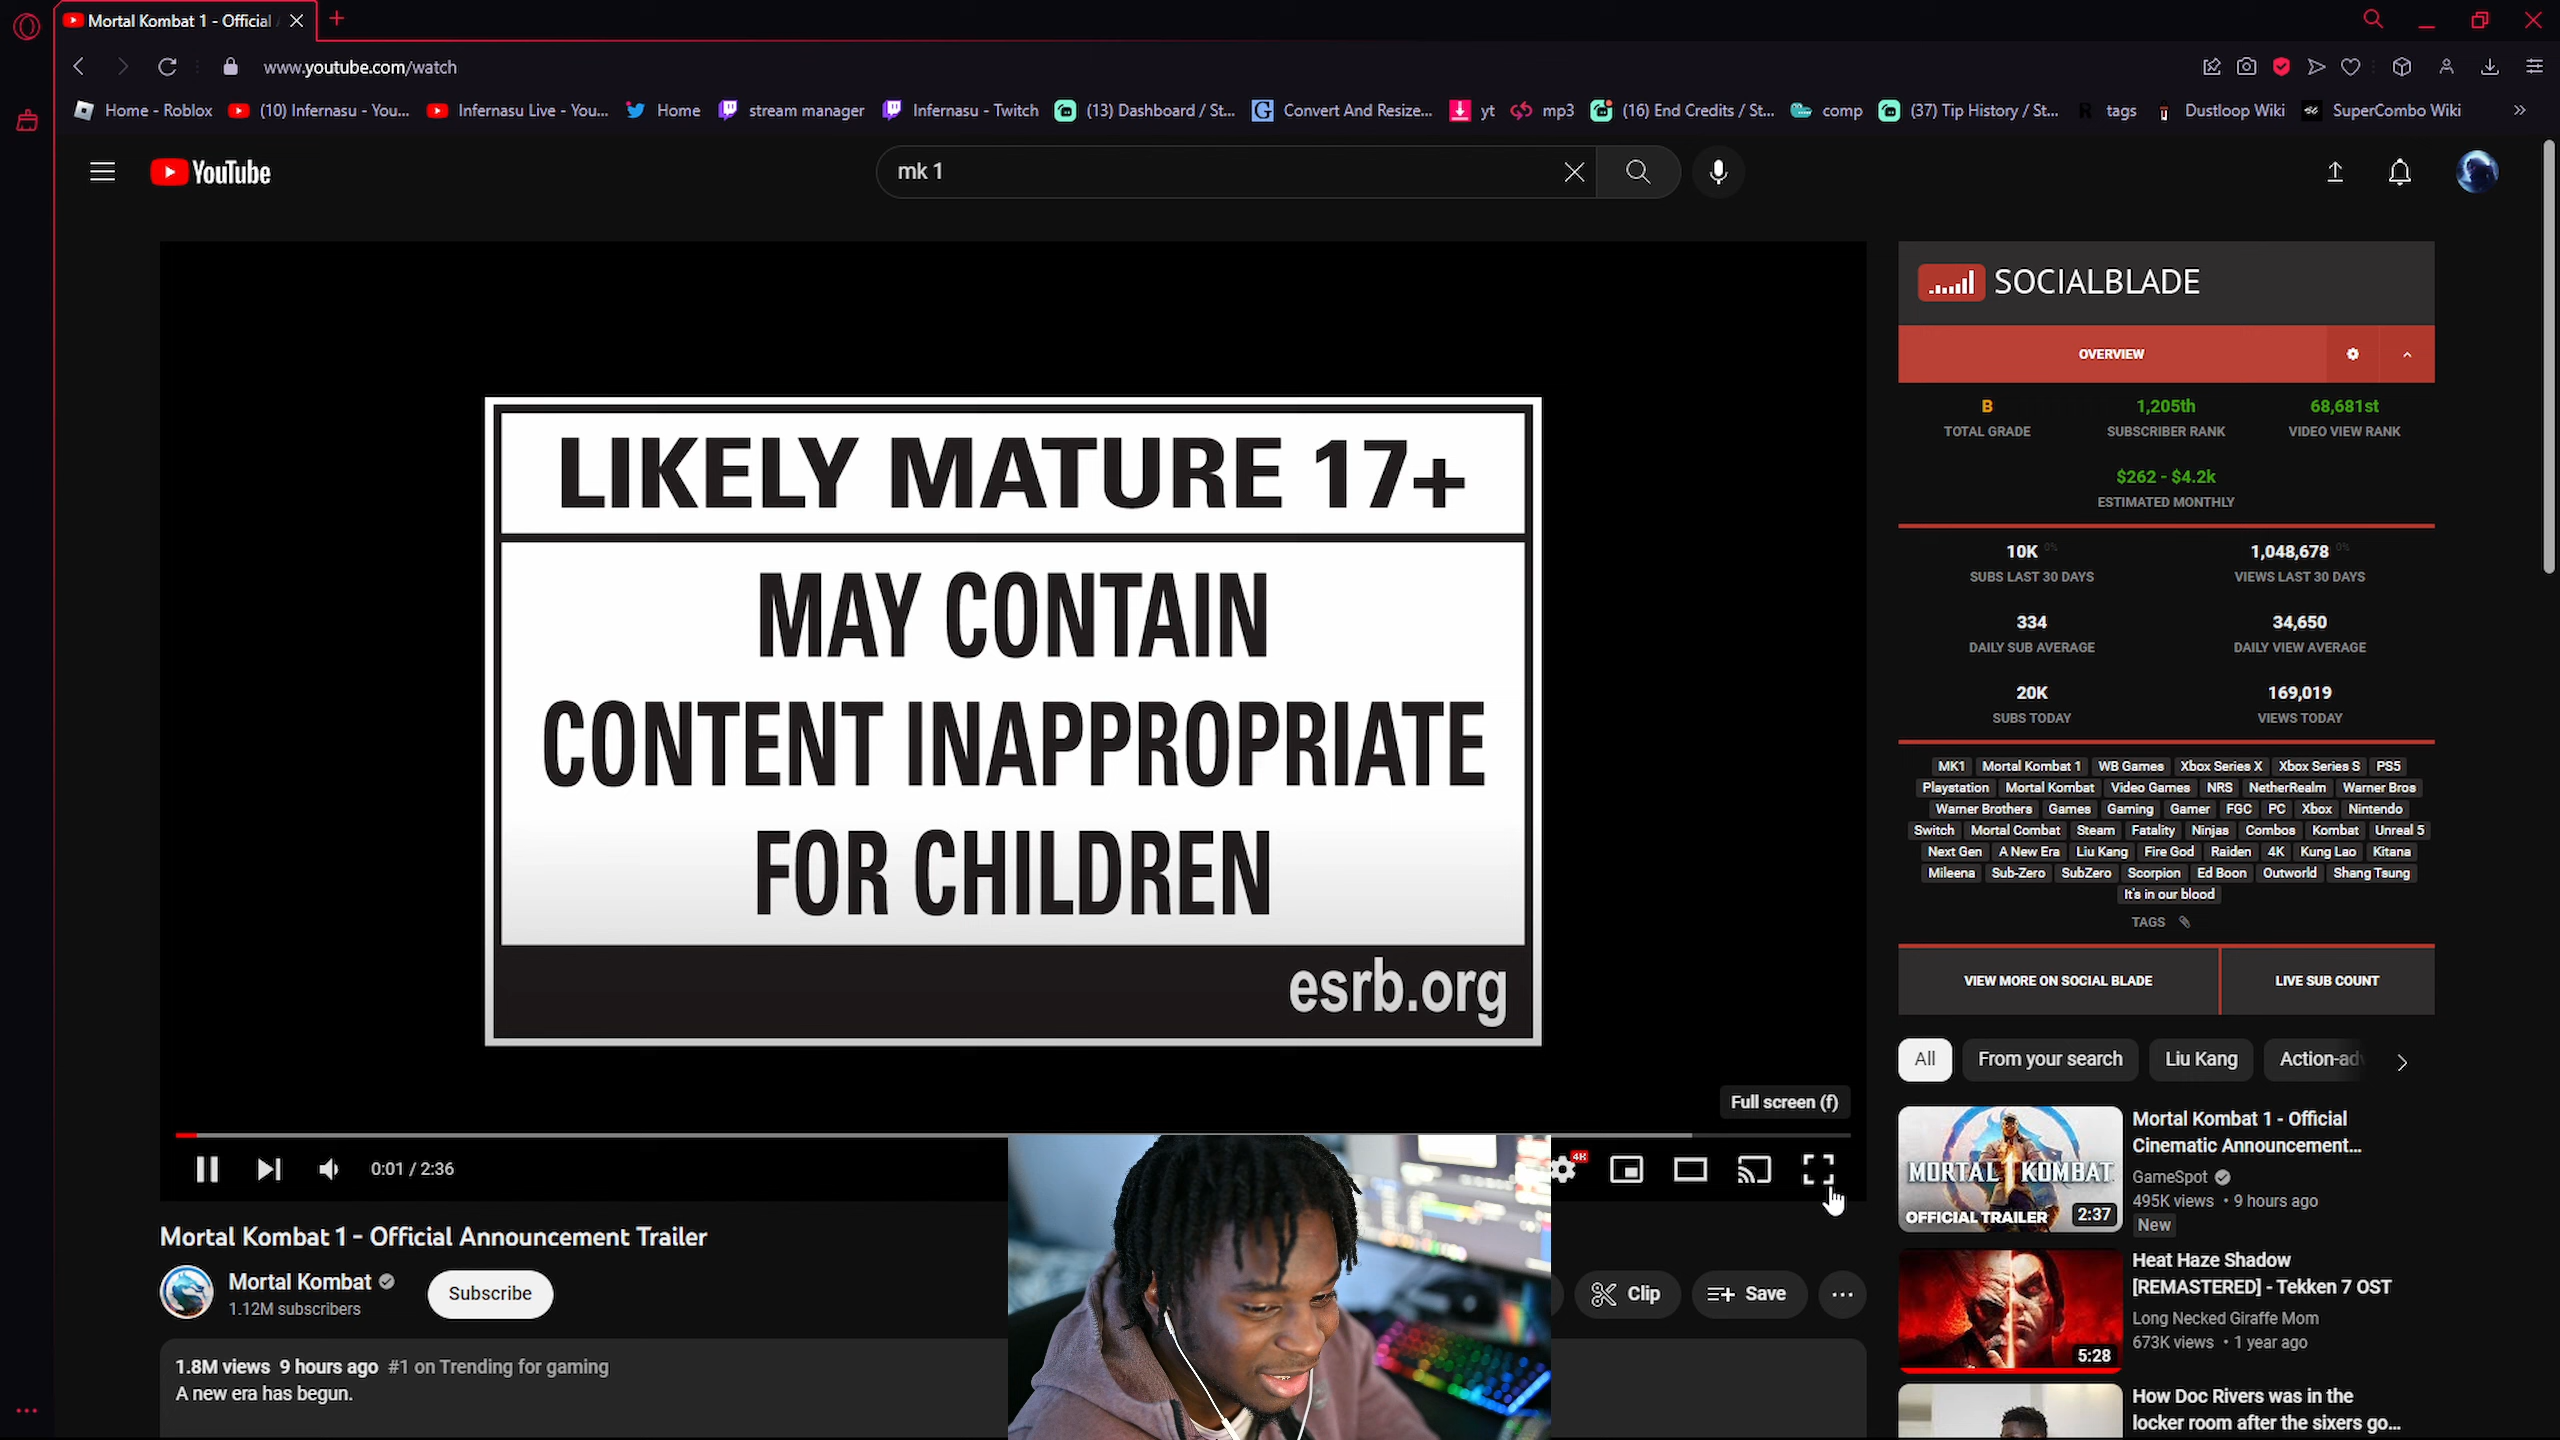 Mortal Kombat 1 - Official
www.youtube.com/watch
Home - Roblox
(10) Infernasu - You...
Infernasu Live - You...
Home
stream manager
Infernasu - Twitch
(13) Dashboard / St...
Convert And Resize...
yt
mp3
(16) End Credits / St...
comp
(37) Tip History / St...
tags
Dustloop Wiki
SuperCombo Wiki
YouTube
mk 1
LIKELY MATURE 17+
MAY CONTAIN
CONTENT INAPPROPRIATE
FOR CHILDREN
esrb.org
Full screen (f)
0:01 / 2:36
4K
Mortal Kombat 1 - Official Announcement Trailer
Mortal Kombat
1.12M subscribers
Subscribe
Clip
Save
1.8M views 9 hours ago #1 on Trending for gaming
A new era has begun.
SOCIALBLADE
OVERVIEW
B 1,205th 68,681st
TOTAL GRADE SUBSCRIBER RANK VIDEO VIEW RANK
$262 - $4.2k
ESTIMATED MONTHLY
10K 0% 1,048,678 0%
SUBS LAST 30 DAYS VIEWS LAST 30 DAYS
334 34,650
DAILY SUB AVERAGE DAILY VIEW AVERAGE
20K 169,019
SUBS TODAY VIEWS TODAY
MK1 Mortal Kombat 1 WB Games Xbox Series X Xbox Series S PS5
Playstation Mortal Kombat Video Games NRS NetherRealm Warner Bros
Warner Brothers Games Gaming Gamer FGC PC Xbox Nintendo
Switch Mortal Combat Steam Fatality Ninjas Combos Kombat Unreal 5
Next Gen A New Era Liu Kang Fire God Raiden 4K Kung Lao Kitana
Mileena Sub-Zero SubZero Scorpion Ed Boon Outworld Shang Tsung
It's in our blood
TAGS
VIEW MORE ON SOCIAL BLADE
LIVE SUB COUNT
All
From your search
Liu Kang
Action-adv
MORTAL KOMBAT
OFFICIAL TRAILER
2:37
Mortal Kombat 1 - Official
Cinematic Announcement...
GameSpot
495K views • 9 hours ago
New
5:28
Heat Haze Shadow
[REMASTERED] - Tekken 7 OST
Long Necked Giraffe Mom
673K views • 1 year ago
How Doc Rivers was in the
locker room after the sixers go...